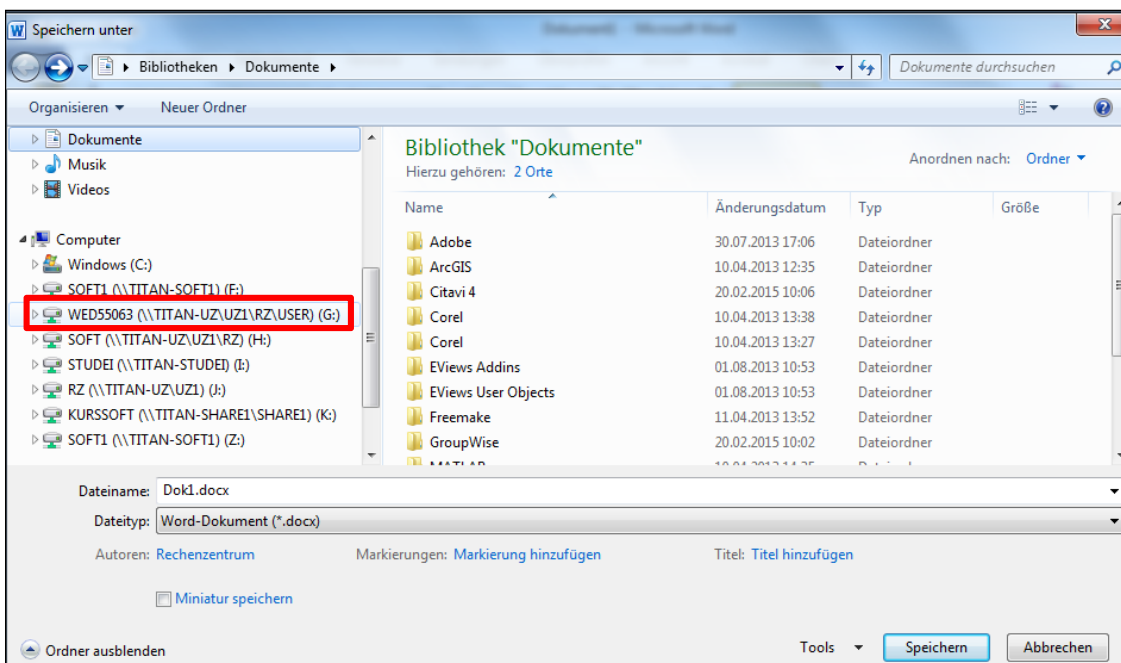 Speichern unter
Bibliotheken Dokumente
Dokumente durchsuchen
Organisieren Neuer Ordner
Dokumente
Musik
Videos
Computer
Windows (C:)
SOFT1 (\\TITAN-SOFT1) (F:)
WED55063 (\\TITAN-UZ\UZ1\RZ\USER) (G:)
SOFT (\\TITAN-UZ\UZ1\RZ) (H:)
STUDEI (\\TITAN-STUDEI) (I:)
RZ (\\TITAN-UZ\UZ1) (J:)
KURSSOFT (\\TITAN-SHARE1\SHARE1) (K:)
SOFT1 (\\TITAN-SOFT1) (Z:)
Bibliothek "Dokumente"
Hierzu gehören: 2 Orte
Anordnen nach: Ordner
Name Änderungsdatum Typ Größe
Adobe 30.07.2013 17:06 Dateiordner
ArcGIS 10.04.2013 12:35 Dateiordner
Citavi 4 20.02.2015 10:06 Dateiordner
Corel 10.04.2013 13:38 Dateiordner
Corel 10.04.2013 13:27 Dateiordner
EViews Addins 01.08.2013 10:53 Dateiordner
EViews User Objects 01.08.2013 10:53 Dateiordner
Freemake 11.04.2013 13:52 Dateiordner
GroupWise 20.02.2015 10:02 Dateiordner
MATLAB
Dateiname: Dok1.docx
Dateityp: Word-Dokument (*.docx)
Autoren: Rechenzentrum Markierungen: Markierung hinzufügen Titel: Titel hinzufügen
Miniatur speichern
Ordner ausblenden Tools Speichern Abbrechen